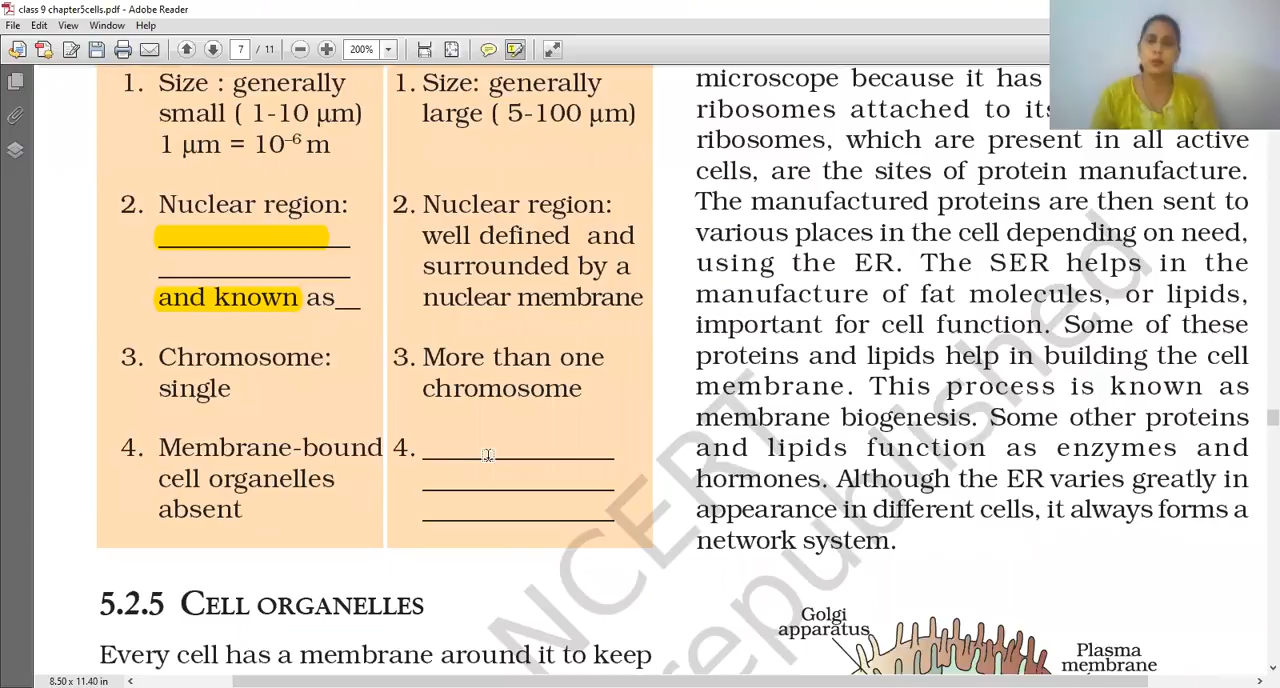 class 9 chapter5cells.pdf - Adobe Reader
File Edit View Window Help
7 / 11 200%
1. Size : generally
small ( 1-10 μm)
1 μm = 10⁻⁶ m
2. Nuclear region:
and known as__
3. Chromosome:
single
4. Membrane-bound
cell organelles
absent
1. Size: generally
large ( 5-100 μm)
2. Nuclear region:
well defined and
surrounded by a
nuclear membrane
3. More than one
chromosome
4.
5.2.5 CELL ORGANELLES
Every cell has a membrane around it to keep
microscope because it has
ribosomes attached to its
ribosomes, which are present in all active
cells, are the sites of protein manufacture.
The manufactured proteins are then sent to
various places in the cell depending on need,
using the ER. The SER helps in the
manufacture of fat molecules, or lipids,
important for cell function. Some of these
proteins and lipids help in building the cell
membrane. This process is known as
membrane biogenesis. Some other proteins
and lipids function as enzymes and
hormones. Although the ER varies greatly in
appearance in different cells, it always forms a
network system.
Golgi
apparatus
Plasma
membrane
NCERT
republished
8.50 x 11.40 in